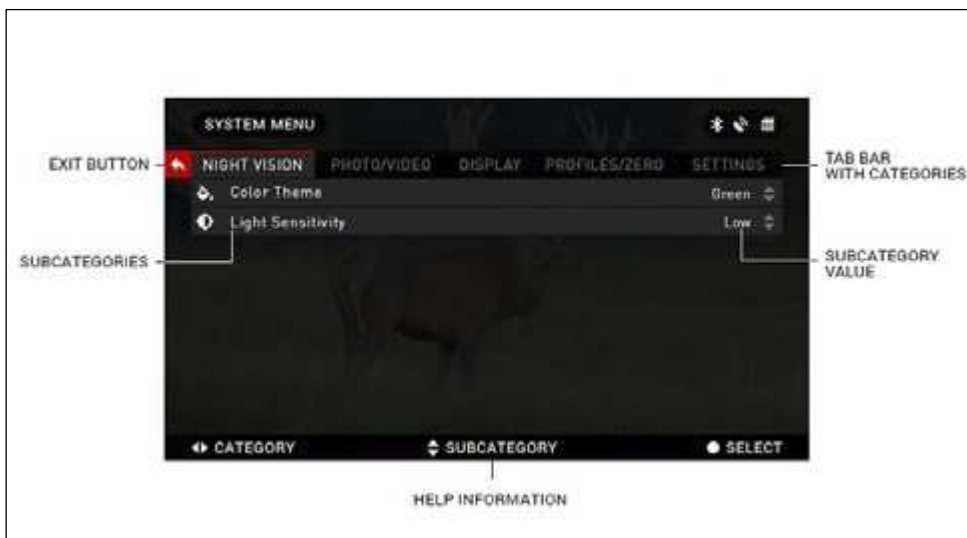 SYSTEM MENU
EXIT BUTTON
NIGHT VISION PHOTO/VIDEO DISPLAY PROFILES/ZERO SETTINGS
TAB BAR
WITH CATEGORIES
Color Theme Green
Light Sensitivity Low
SUBCATEGORIES
SUBCATEGORY
VALUE
CATEGORY SUBCATEGORY SELECT
HELP INFORMATION